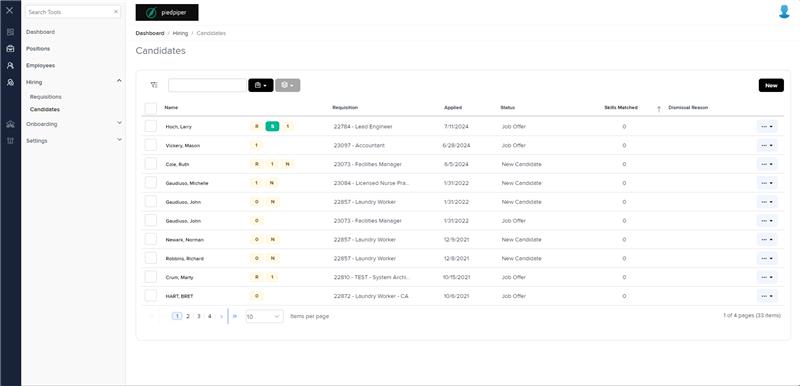 Search Tools
Dashboard
Positions
Employees
Hiring
Requisitions
Candidates
Onboarding
Settings
piedpiper
Dashboard / Hiring / Candidates
Candidates
New
Name Requisition Applied Status Skills Matched Dismissal Reason
Hoch, Larry R 5 1 22784 - Lead Engineer 7/11/2024 Job Offer 0
Vickery, Mason 1 23097 - Accountant 6/28/2024 Job Offer 0
Cole, Ruth R 1 N 23073 - Facilities Manager 6/5/2024 New Candidate 0
Gaudiuso, Michelle 1 N 23084 - Licensed Nurse Pra... 1/31/2022 New Candidate 0
Gaudiuso, John 0 N 22857 - Laundry Worker 1/31/2022 New Candidate 0
Gaudiuso, John 0 23073 - Facilities Manager 1/31/2022 Job Offer 0
Newark, Norman 0 N 22857 - Laundry Worker 12/9/2021 New Candidate 0
Robbins, Richard 0 N 22857 - Laundry Worker 12/8/2021 New Candidate 0
Crum, Marty R 1 22810 - TEST - System Archi... 10/15/2021 Job Offer 0
HART, BRET 0 22872 - Laundry Worker - CA 10/6/2021 Job Offer 0
1 2 3 4 10 Items per page 1 of 4 pages (33 items)